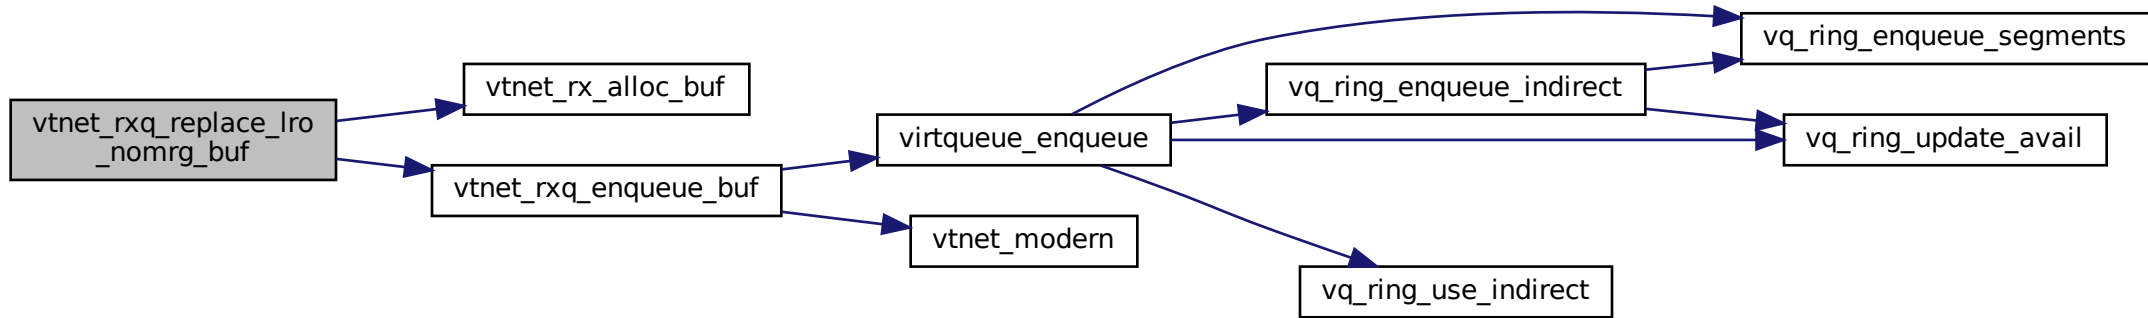 vtnet_rxq_replace_lro
_nomrg_buf
vtnet_rx_alloc_buf
vtnet_rxq_enqueue_buf
virtqueue_enqueue
vtnet_modern
vq_ring_enqueue_indirect
vq_ring_use_indirect
vq_ring_enqueue_segments
vq_ring_update_avail